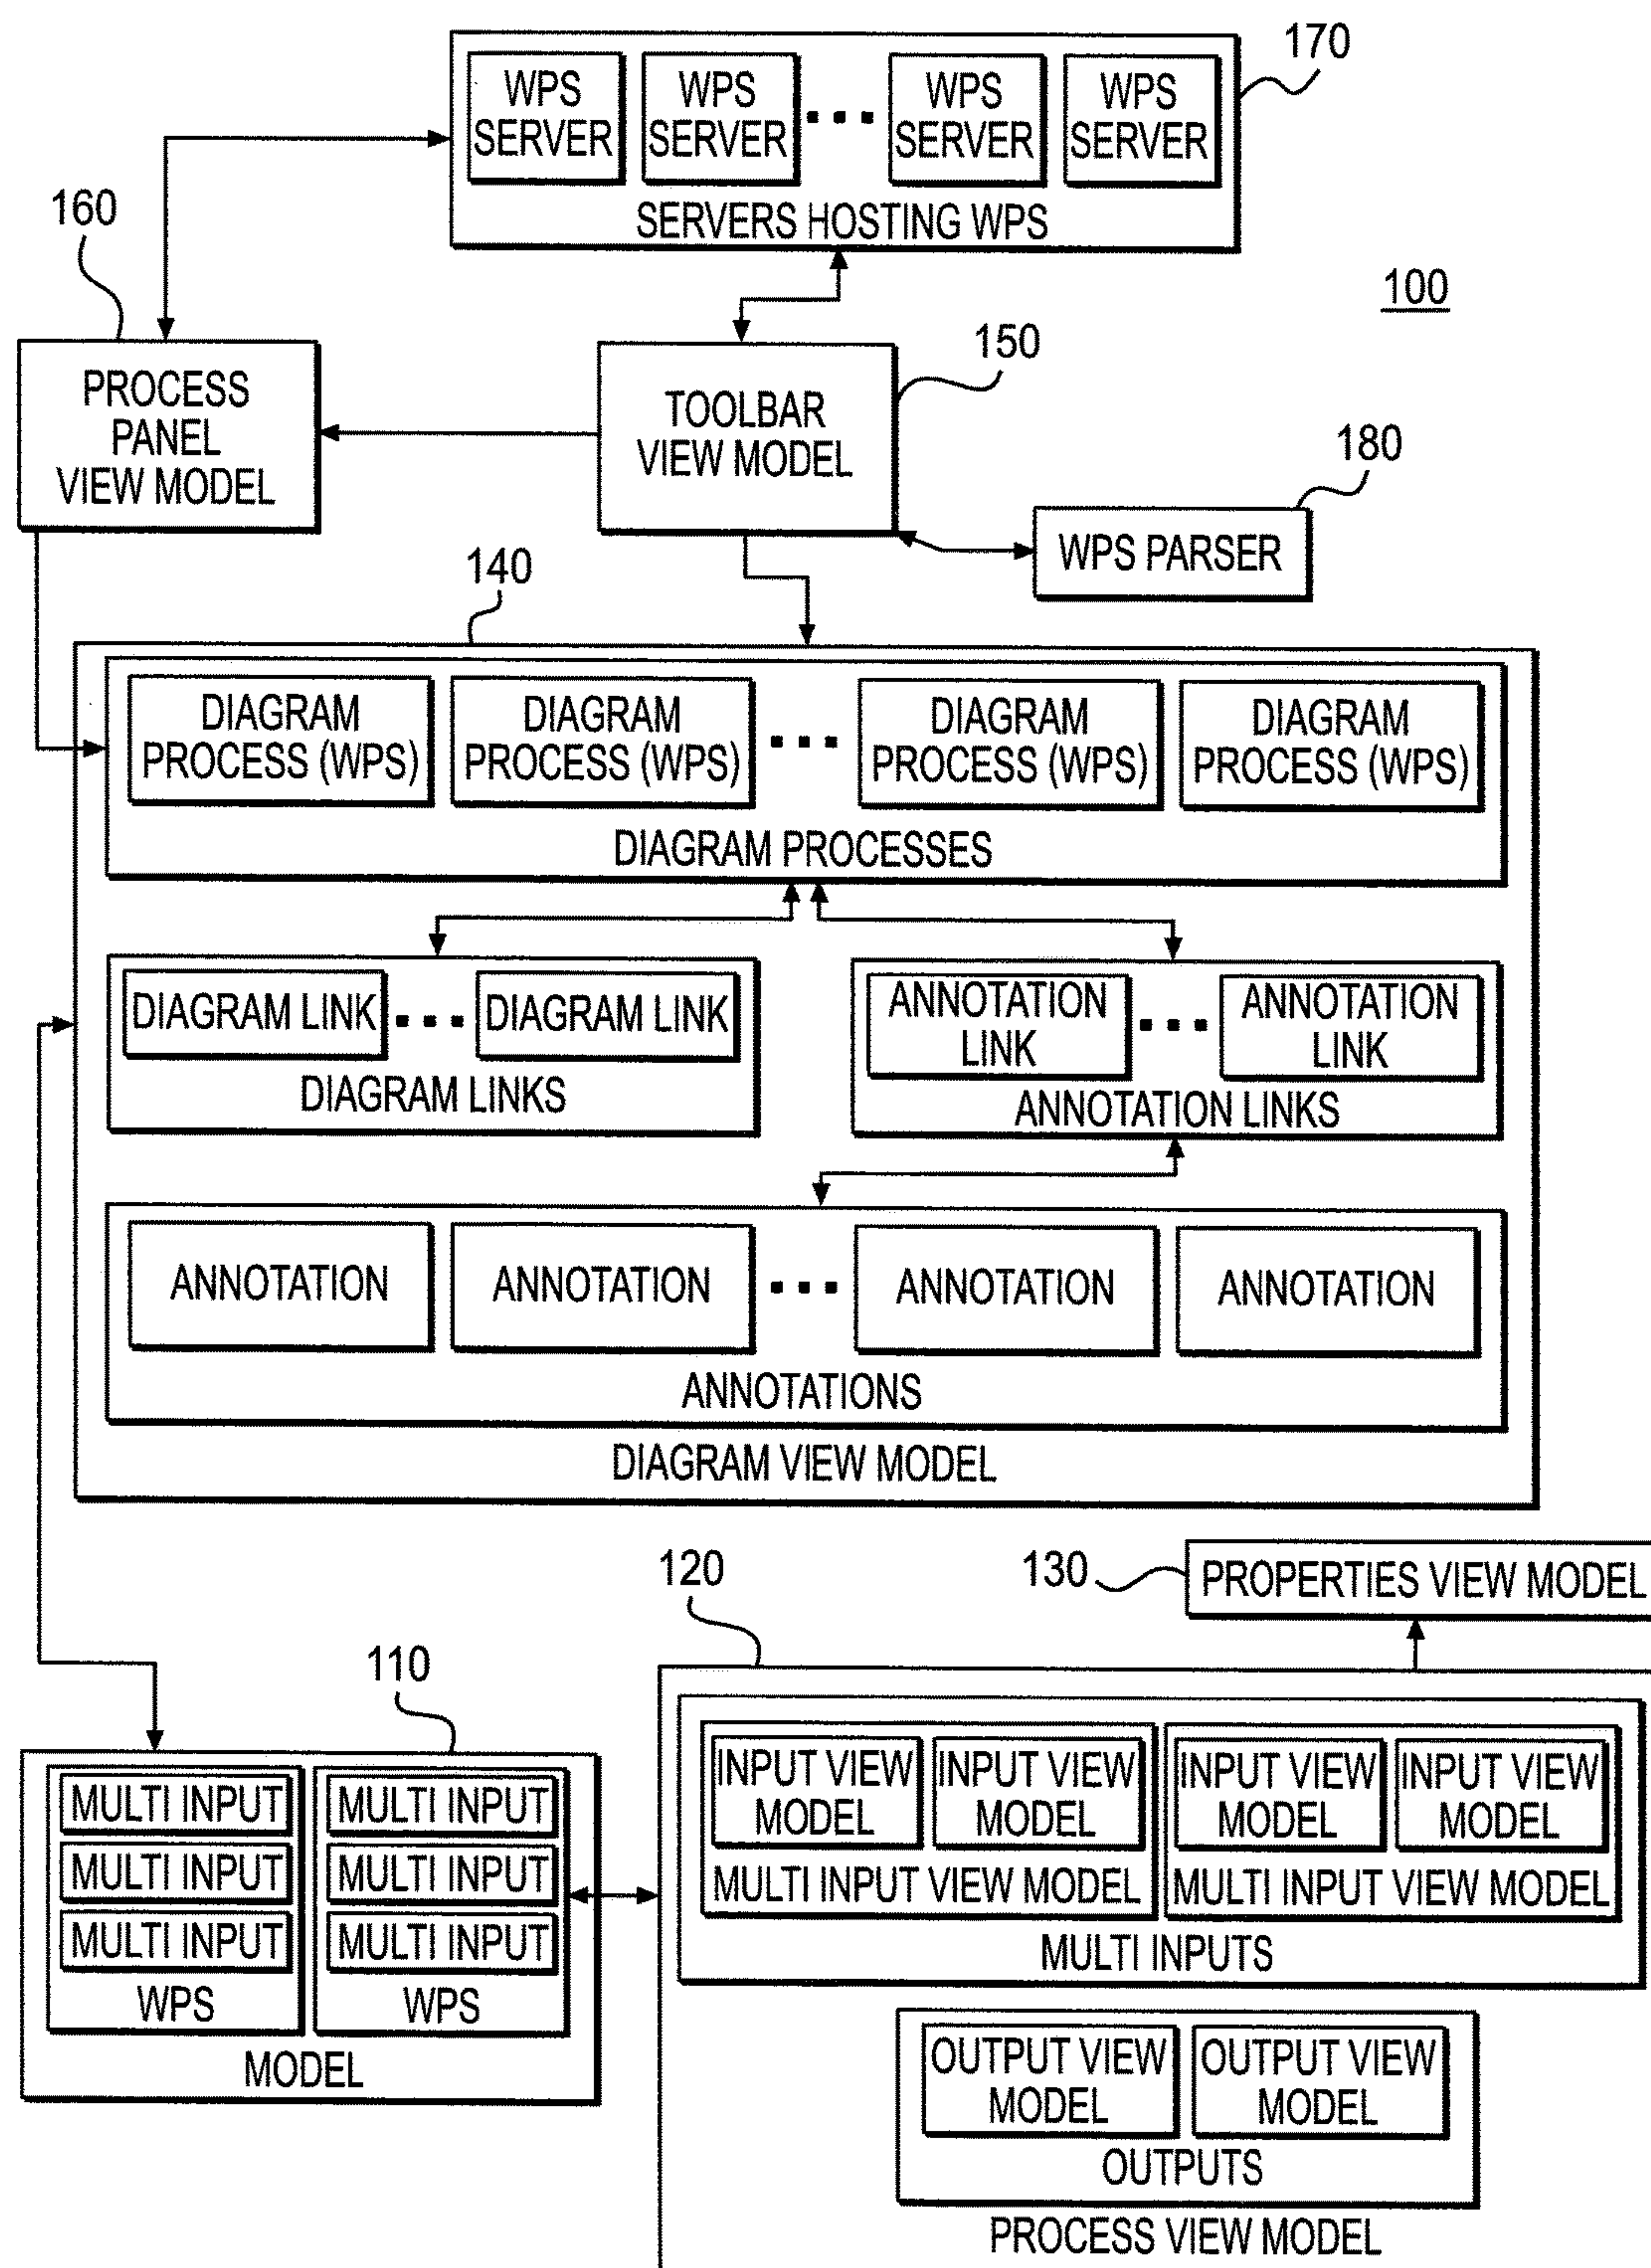 170
WPS
SERVER
WPS
SERVER
WPS
SERVER
WPS
SERVER
SERVERS HOSTING WPS
160
100
150
PROCESS
PANEL
VIEW MODEL
TOOLBAR
VIEW MODEL
180
WPS PARSER
140
DIAGRAM
PROCESS (WPS)
DIAGRAM
PROCESS (WPS)
DIAGRAM
PROCESS (WPS)
DIAGRAM
PROCESS (WPS)
DIAGRAM PROCESSES
DIAGRAM LINK
DIAGRAM LINK
DIAGRAM LINKS
ANNOTATION
LINK
ANNOTATION
LINK
ANNOTATION LINKS
ANNOTATION
ANNOTATION
ANNOTATION
ANNOTATION
ANNOTATIONS
DIAGRAM VIEW MODEL
120
130
PROPERTIES VIEW MODEL
110
MULTI INPUT
MULTI INPUT
MULTI INPUT
WPS
MULTI INPUT
MULTI INPUT
MULTI INPUT
WPS
MODEL
INPUT VIEW
MODEL
INPUT VIEW
MODEL
MULTI INPUT VIEW MODEL
INPUT VIEW
MODEL
INPUT VIEW
MODEL
MULTI INPUT VIEW MODEL
MULTI INPUTS
OUTPUT VIEW
MODEL
OUTPUT VIEW
MODEL
OUTPUTS
PROCESS VIEW MODEL